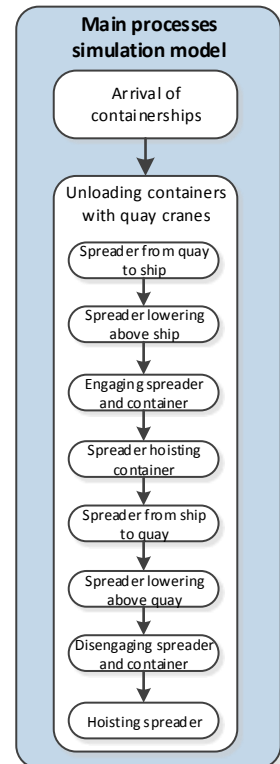 Main processes
simulation model
Arrival of
containerships
Unloading containers
with quay cranes
Spreader from quay
to ship
Spreader lowering
above ship
Engaging spreader
and container
Spreader hoisting
container
Spreader from ship
to quay
Spreader lowering
above quay
Disengaging spreader
and container
Hoisting spreader